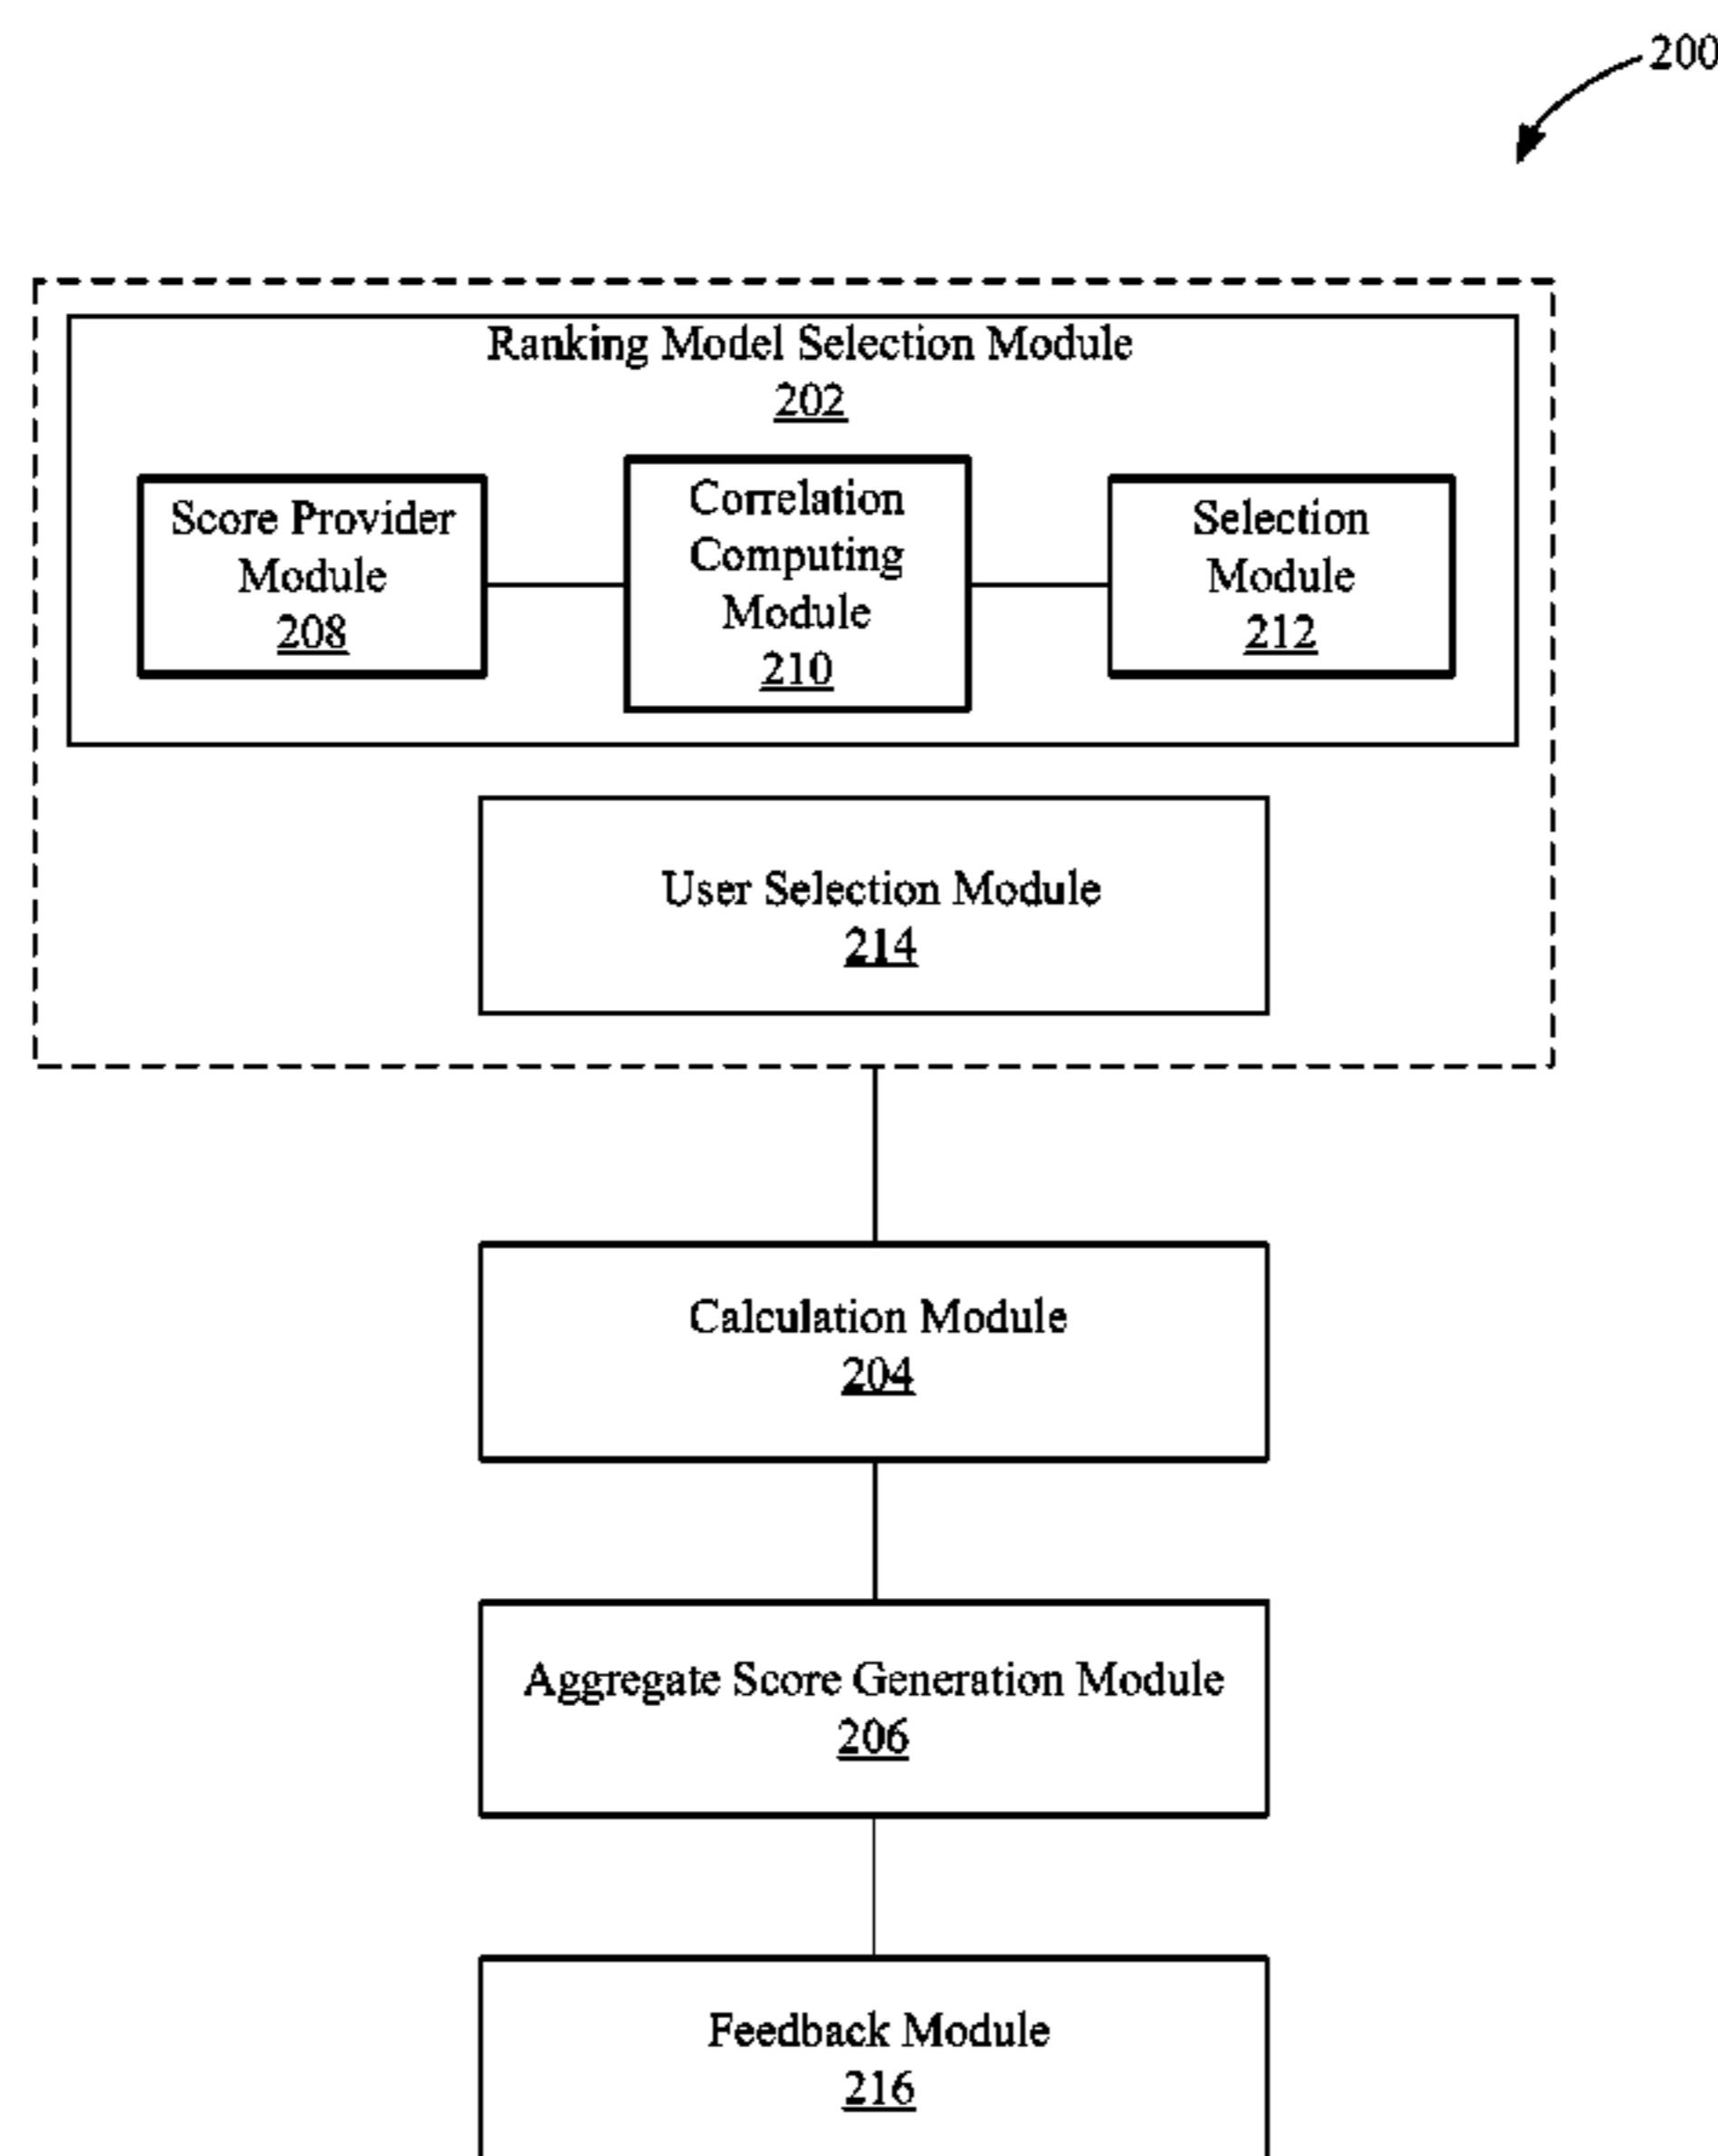 200
Ranking Model Selection Module
202
Score Provider
Module
208
Correlation
Computing
Module
210
Selection
Module
212
User Selection Module
214
Calculation Module
204
Aggregate Score Generation Module
206
Feedback Module
216